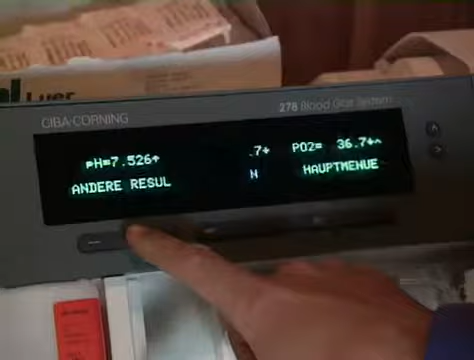 Luer
CIBA-CORNING
278 Blood Gas System
PH=7.526↑ .7↑ PO2= 36.7↑^
ANDERE RESUL N HAUPTMENUE